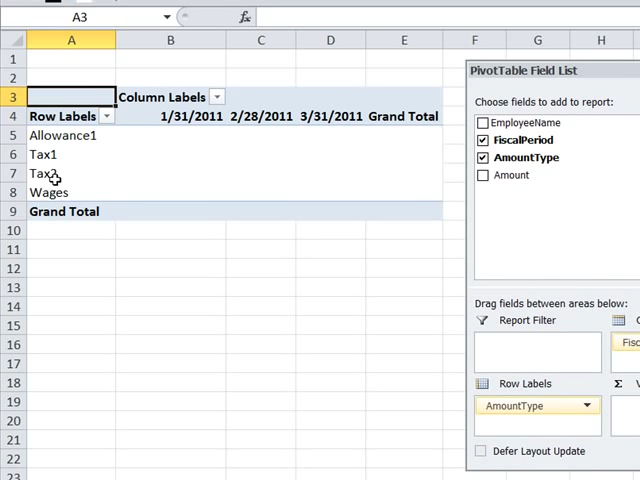 A3
fx
A B C D E F G H
PivotTable Field List
1
Choose fields to add to report:
2
EmployeeName
3 Column Labels
FiscalPeriod
4 Row Labels 1/31/2011 2/28/2011 3/31/2011 Grand Total
AmountType
5 Allowance1
Amount
6 Tax1
7 Tax2
8 Wages
9 Grand Total
10
11
12
13
Drag fields between areas below:
14
Report Filter
15
Fisc
16
17
Row Labels Σ
18
AmountType
19
20
Defer Layout Update
21
22
23